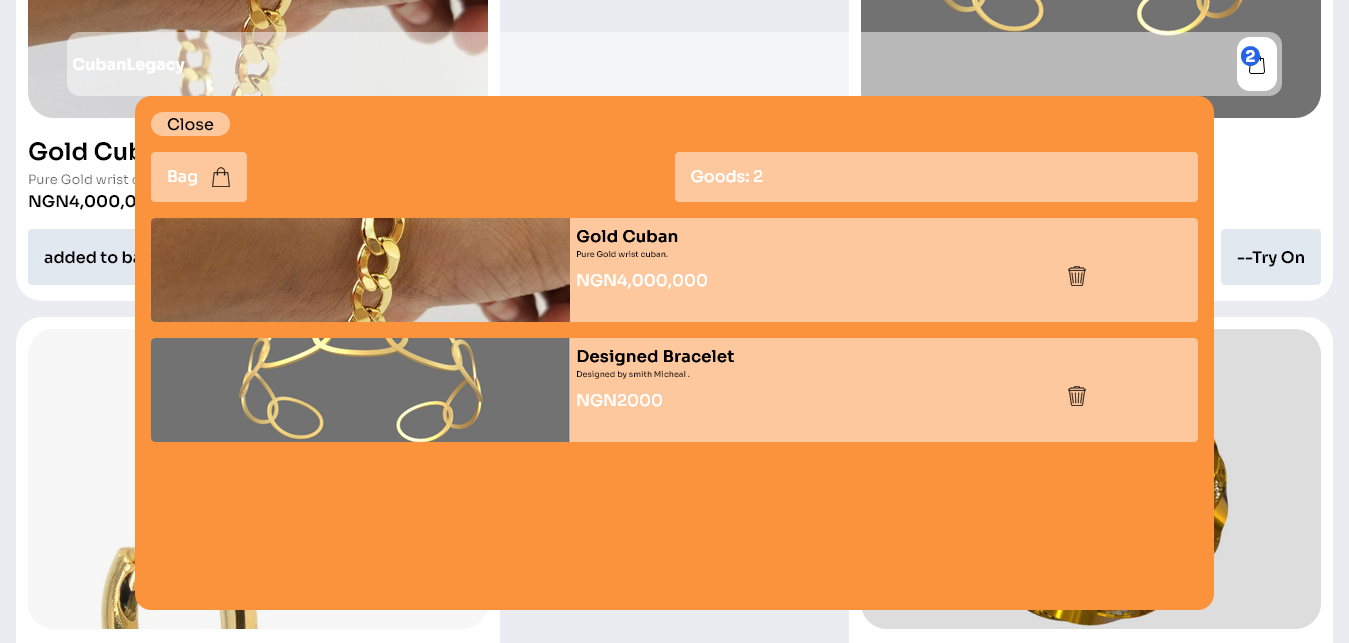 CubanLegacy
2
Close
Gold Cub
Pure Gold wrist
NGN4,000,0
Bag
Goods: 2
Gold Cuban
Pure Gold wrist cuban.
NGN4,000,000
added to ba
--Try On
Designed Bracelet
Designed by smith Micheal .
NGN2000